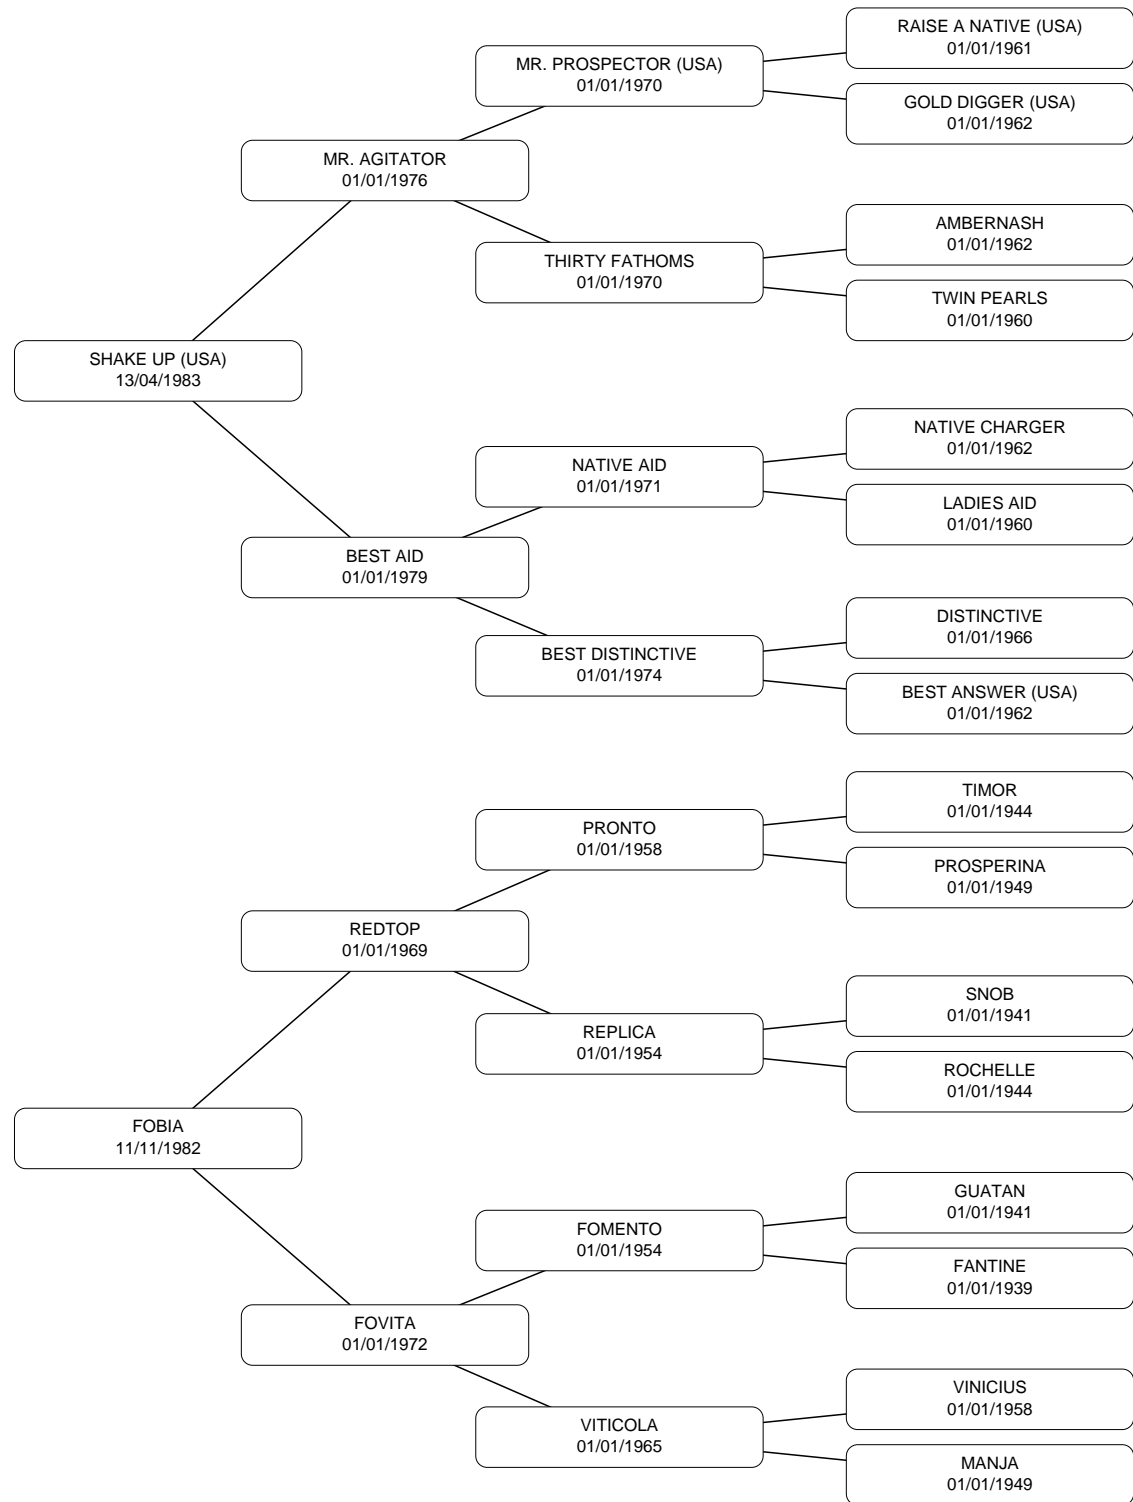 RAISE A NATIVE (USA)
01/01/1961
MR. PROSPECTOR (USA)
01/01/1970
GOLD DIGGER (USA)
01/01/1962
MR. AGITATOR
01/01/1976
AMBERNASH
01/01/1962
THIRTY FATHOMS
01/01/1970
TWIN PEARLS
01/01/1960
SHAKE UP (USA)
13/04/1983
NATIVE CHARGER
01/01/1962
NATIVE AID
01/01/1971
LADIES AID
01/01/1960
BEST AID
01/01/1979
DISTINCTIVE
01/01/1966
BEST DISTINCTIVE
01/01/1974
BEST ANSWER (USA)
01/01/1962
TIMOR
01/01/1944
PRONTO
01/01/1958
PROSPERINA
01/01/1949
REDTOP
01/01/1969
SNOB
01/01/1941
REPLICA
01/01/1954
ROCHELLE
01/01/1944
FOBIA
11/11/1982
GUATAN
01/01/1941
FOMENTO
01/01/1954
FANTINE
01/01/1939
FOVITA
01/01/1972
VINICIUS
01/01/1958
VITICOLA
01/01/1965
MANJA
01/01/1949